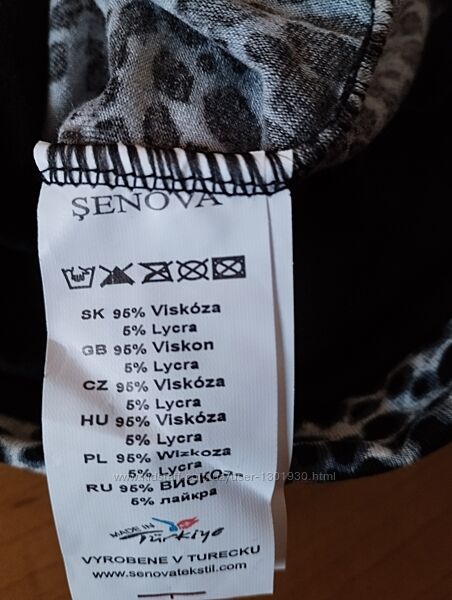 ŞENOVA
SK 95% Viskóza
5% Lycra
GB 95% Viskon
5% Lycra
CZ 95% Viskóza
5% Lycra
HU 95% Viskóza
5% Lycra
PL 95% Wizkoza
5% Lycra
RU 95% ВИСКО
5% лайкра
MADE IN
Türkiye
VYROBENE V TURECKU
www.senovatekstil.com